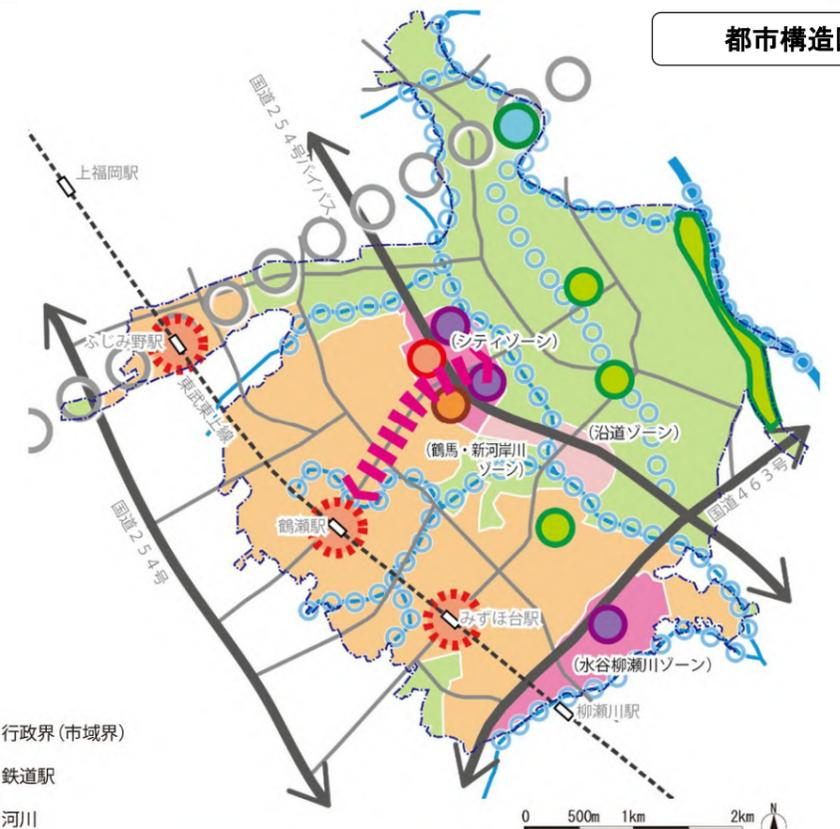 都市構造
国道２５４号バイパス
上福岡駅
ふじみ野駅
東武東上線
(シティゾーン)
(沿道ゾーン)
(鶴馬・新河岸川
ゾーン)
国道４６３号
国道２５４号
鶴瀬駅
みずほ台駅
(水谷柳瀬川ゾーン)
柳瀬川駅
行政界(市域界)
鉄道駅
河川
0 500m 1km 2km
N